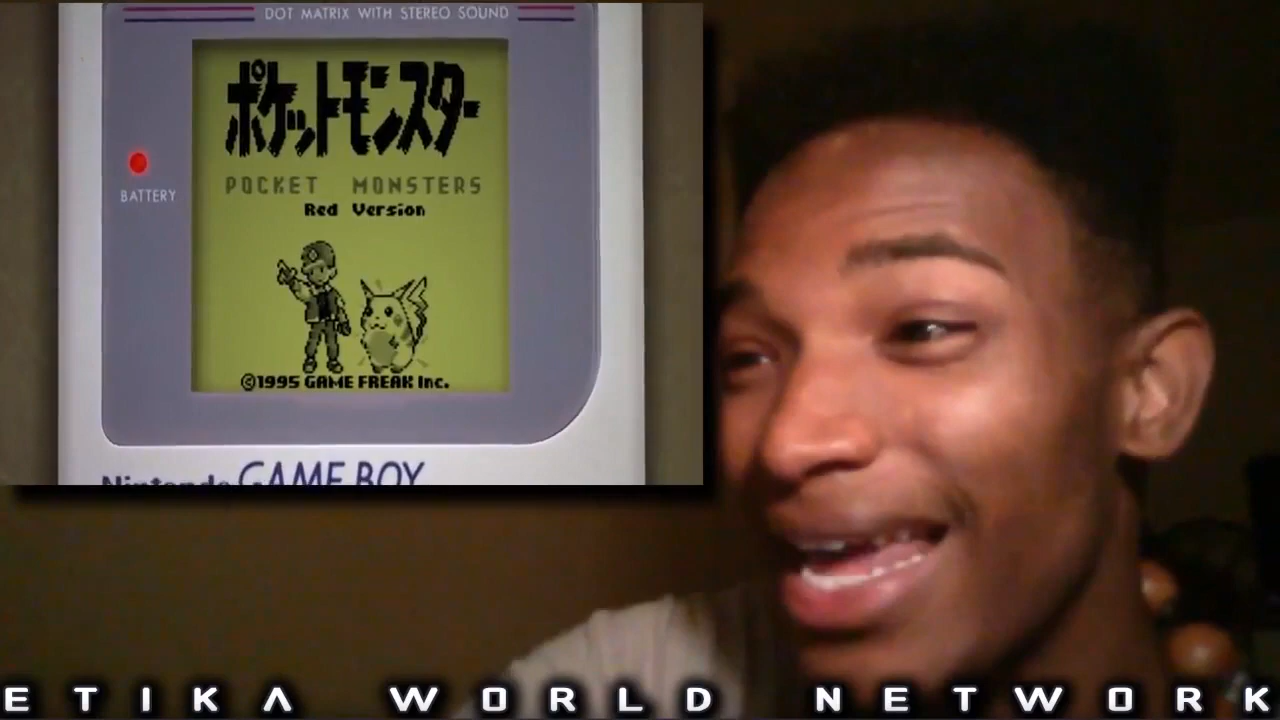 DOT MATRIX WITH STEREO SOUND
ポケットモンスター
POCKET MONSTERS
Red Version
BATTERY
©1995 GAME FREAK Inc.
Nintendo GAME BOY
ETIKA WORLD NETWORK